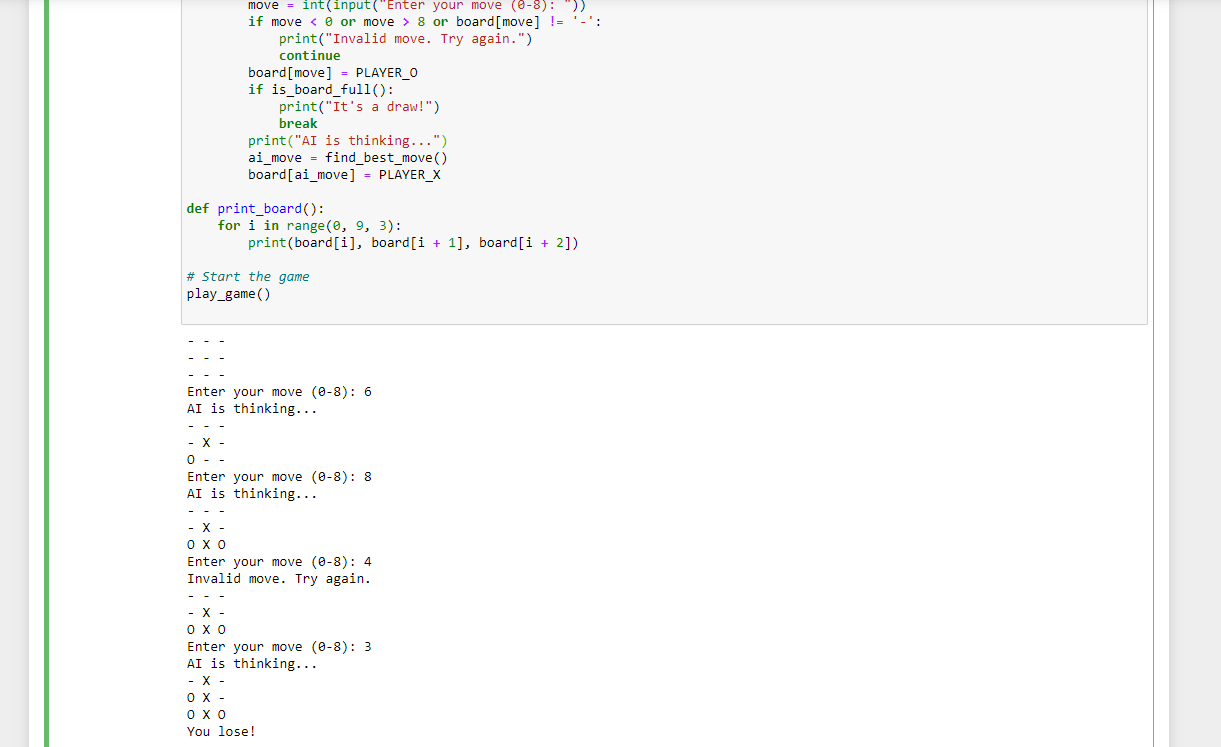 move = int(input("Enter your move (0-8): "))
        if move < 0 or move > 8 or board[move] != '-':
            print("Invalid move. Try again.")
            continue
        board[move] = PLAYER_O
        if is_board_full():
            print("It's a draw!")
            break
        print("AI is thinking...")
        ai_move = find_best_move()
        board[ai_move] = PLAYER_X
def print_board():
    for i in range(0, 9, 3):
        print(board[i], board[i + 1], board[i + 2])
# Start the game
play_game()
- - -
- - -
- - -
Enter your move (0-8): 6
AI is thinking...
- - -
- X -
O - -
Enter your move (0-8): 8
AI is thinking...
- - -
- X -
O X O
Enter your move (0-8): 4
Invalid move. Try again.
- - -
- X -
O X O
Enter your move (0-8): 3
AI is thinking...
- X -
O X -
O X O
You lose!